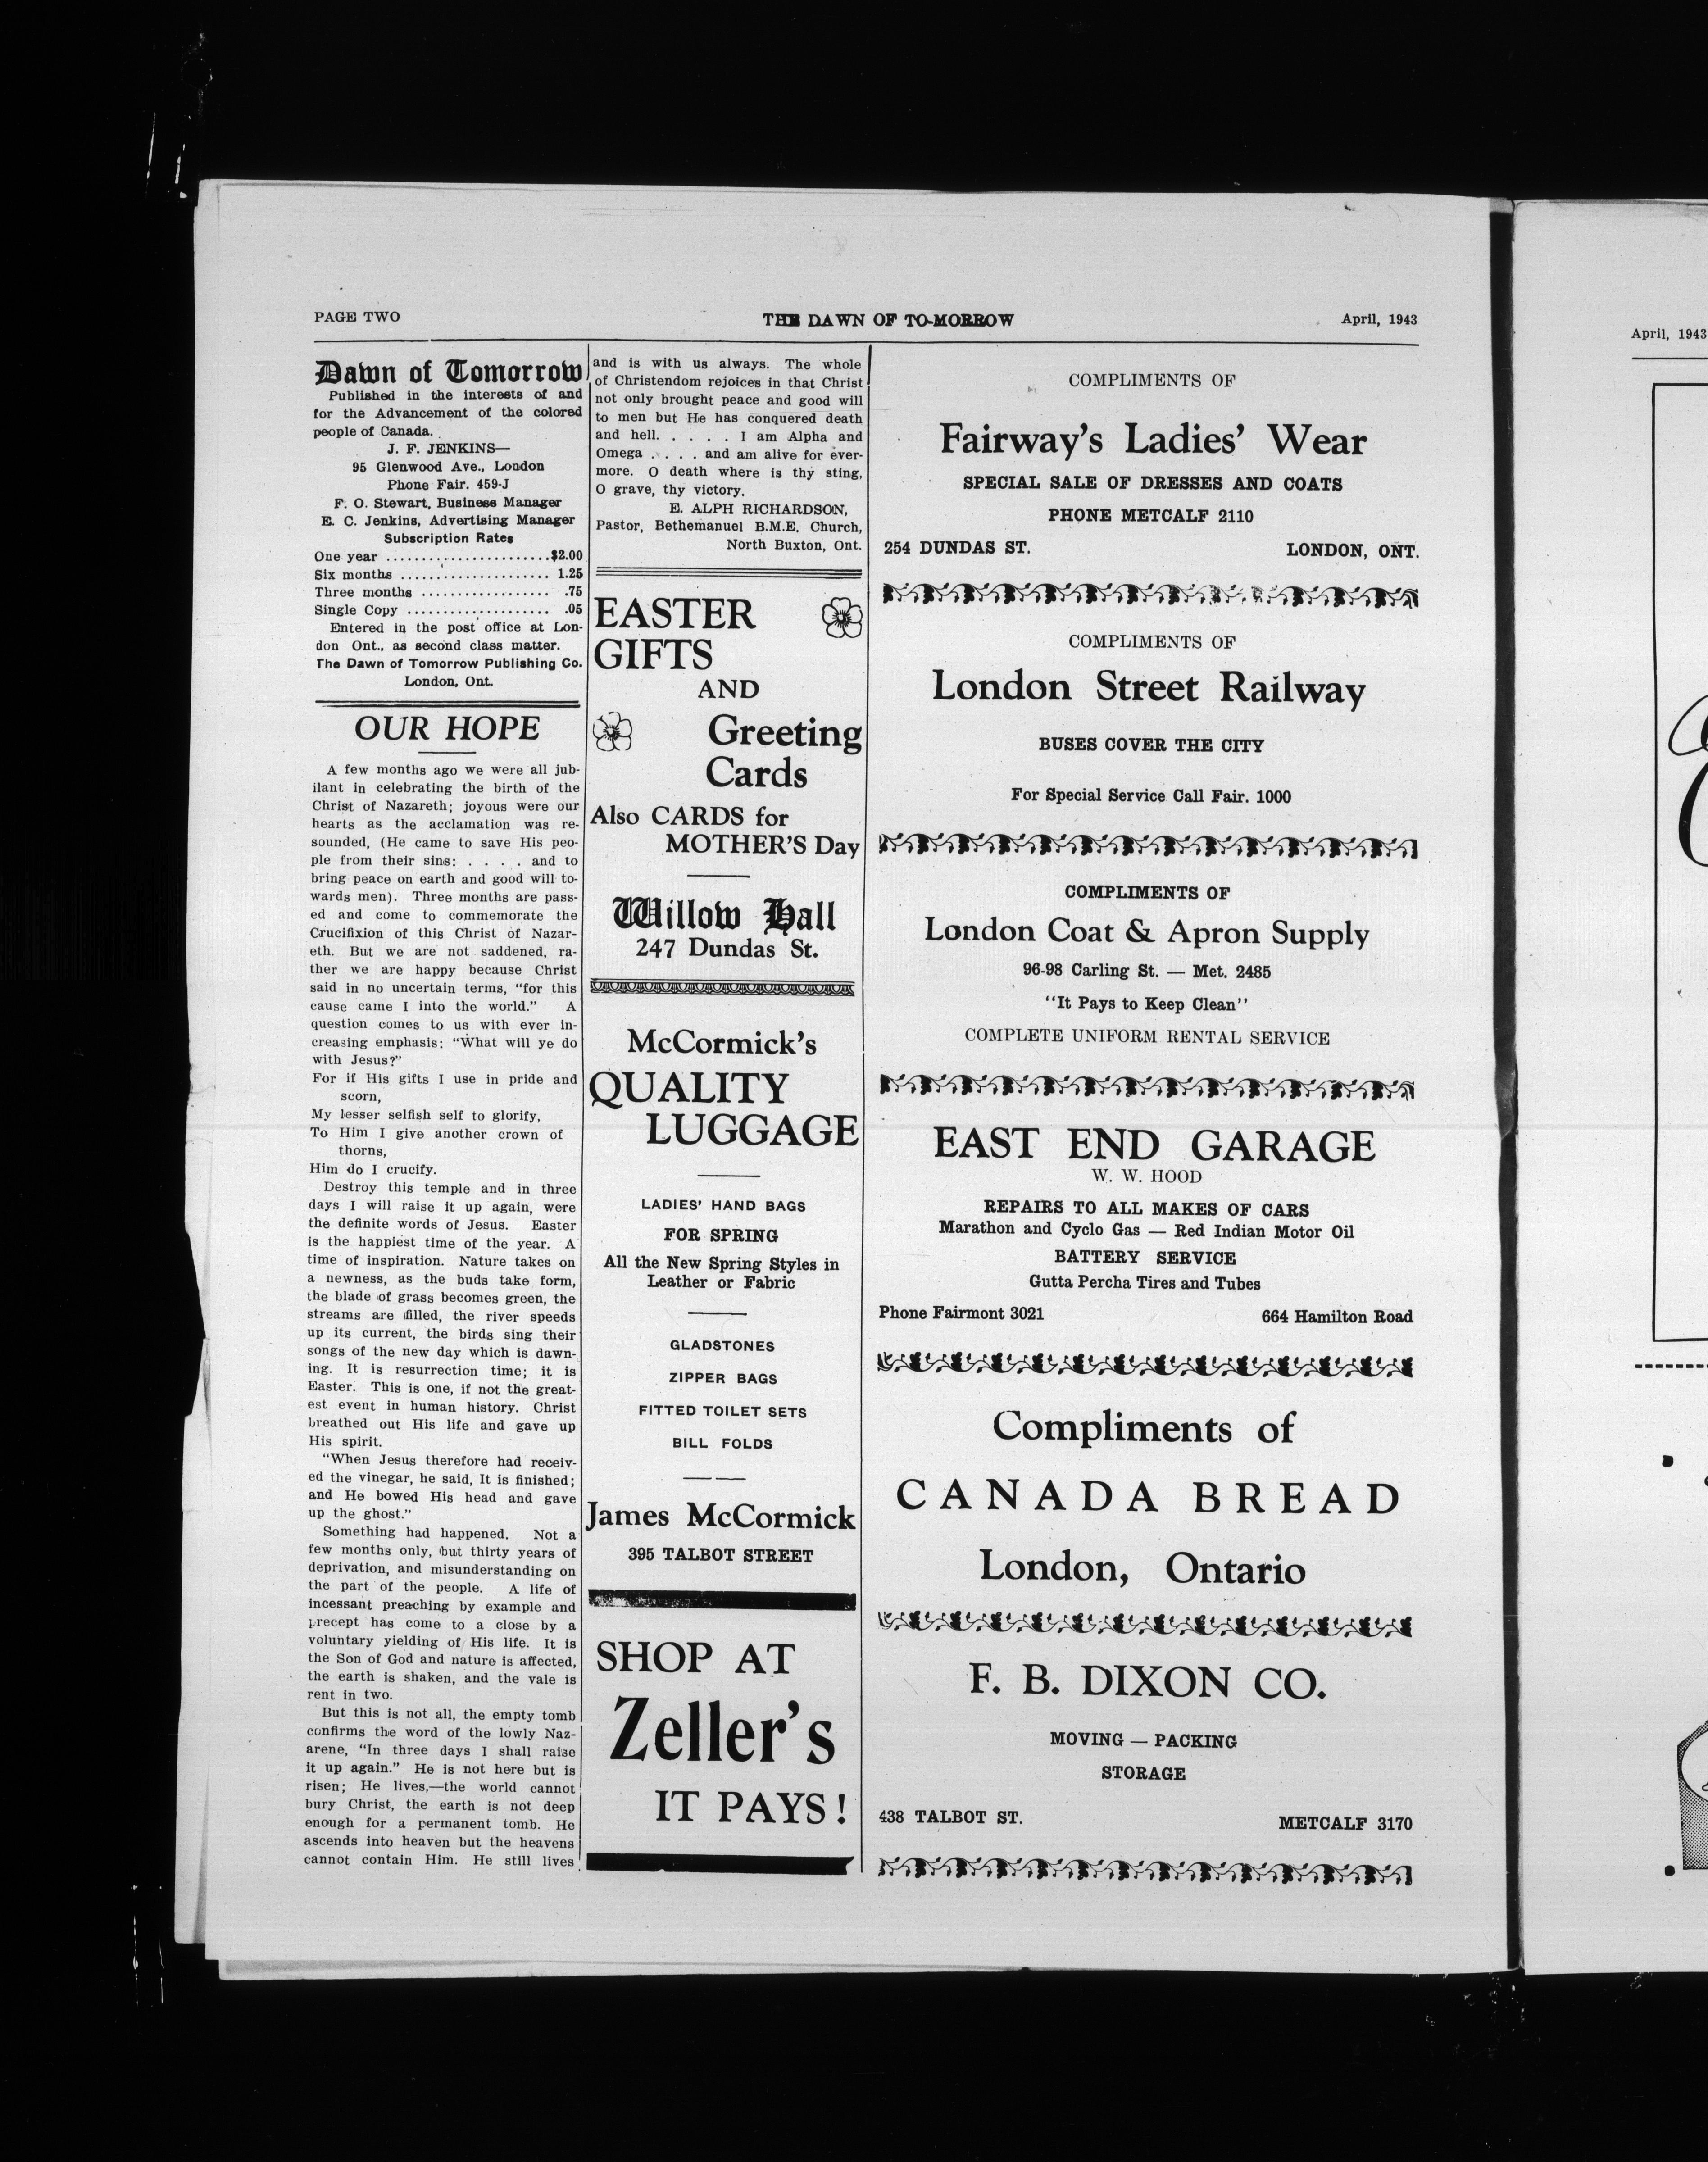 PAGE TWO
THE DAWN OF TO-MORROW
April, 1943
Dawn of Tomorrow
Published in the interests of and
for the Advancement of the colored
people of Canada.
J. F. JENKINS—
95 Glenwood Ave., London
Phone Fair. 459-J
F. O. Stewart, Business Manager
E. C. Jenkins, Advertising Manager
Subscription Rates
One year .......................$2.00
Six months ..................... 1.25
Three months .................. .75
Single Copy .................... .05
Entered in the post office at Lon-
don Ont., as second class matter.
The Dawn of Tomorrow Publishing Co.
London, Ont.
OUR HOPE
A few months ago we were all jub-
ilant in celebrating the birth of the
Christ of Nazareth; joyous were our
hearts as the acclamation was re-
sounded, (He came to save His peo-
ple from their sins: . . . . and to
bring peace on earth and good will to-
wards men). Three months are pass-
ed and come to commemorate the
Crucifixion of this Christ of Nazar-
eth. But we are not saddened, ra-
ther we are happy because Christ
said in no uncertain terms, "for this
cause came I into the world." A
question comes to us with ever in-
creasing emphasis: "What will ye do
with Jesus?"
For if His gifts I use in pride and
scorn,
My lesser selfish self to glorify,
To Him I give another crown of
thorns,
Him do I crucify.
Destroy this temple and in three
days I will raise it up again, were
the definite words of Jesus. Easter
is the happiest time of the year. A
time of inspiration. Nature takes on
a newness, as the buds take form,
the blade of grass becomes green, the
streams are filled, the river speeds
up its current, the birds sing their
songs of the new day which is dawn-
ing. It is resurrection time; it is
Easter. This is one, if not the great-
est event in human history. Christ
breathed out His life and gave up
His spirit.
"When Jesus therefore had receiv-
ed the vinegar, he said, It is finished;
and He bowed His head and gave
up the ghost."
Something had happened. Not a
few months only, but thirty years of
deprivation, and misunderstanding on
the part of the people. A life of
incessant preaching by example and
precept has come to a close by a
voluntary yielding of His life. It is
the Son of God and nature is affected,
the earth is shaken, and the vale is
rent in two.
But this is not all, the empty tomb
confirms the word of the lowly Naz-
arene, "In three days I shall raise
it up again." He is not here but is
risen; He lives,—the world cannot
bury Christ, the earth is not deep
enough for a permanent tomb. He
ascends into heaven but the heavens
cannot contain Him. He still lives
and is with us always. The whole
of Christendom rejoices in that Christ
not only brought peace and good will
to men but He has conquered death
and hell. . . . . I am Alpha and
Omega . . . . and am alive for ever-
more. O death where is thy sting,
O grave, thy victory.
E. ALPH RICHARDSON,
Pastor, Bethemanuel B.M.E. Church,
North Buxton, Ont.
EASTER
GIFTS
AND
Greeting
Cards
Also CARDS for
MOTHER'S Day
Willow Hall
247 Dundas St.
McCormick's
QUALITY
LUGGAGE
LADIES' HAND BAGS
FOR SPRING
All the New Spring Styles in
Leather or Fabric
GLADSTONES
ZIPPER BAGS
FITTED TOILET SETS
BILL FOLDS
James McCormick
395 TALBOT STREET
SHOP AT
Zeller's
IT PAYS!
COMPLIMENTS OF
Fairway's Ladies' Wear
SPECIAL SALE OF DRESSES AND COATS
PHONE METCALF 2110
254 DUNDAS ST. LONDON, ONT.
COMPLIMENTS OF
London Street Railway
BUSES COVER THE CITY
For Special Service Call Fair. 1000
COMPLIMENTS OF
London Coat & Apron Supply
96-98 Carling St. — Met. 2485
"It Pays to Keep Clean"
COMPLETE UNIFORM RENTAL SERVICE
EAST END GARAGE
W. W. HOOD
REPAIRS TO ALL MAKES OF CARS
Marathon and Cyclo Gas — Red Indian Motor Oil
BATTERY SERVICE
Gutta Percha Tires and Tubes
Phone Fairmont 3021 664 Hamilton Road
Compliments of
CANADA BREAD
London, Ontario
F. B. DIXON CO.
MOVING — PACKING
STORAGE
438 TALBOT ST. METCALF 3170
April, 1943